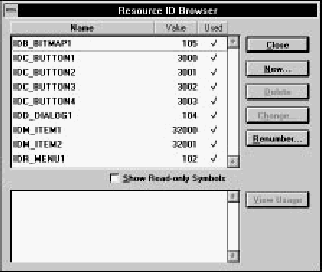 Resource ID Browser
Name Value Used
IDB_BITMAP1 105 √
IDC_BUTTON1 3000 √
IDC_BUTTON2 3001 √
IDC_BUTTON3 3002 √
IDC_BUTTON4 3003 √
IDD_DIALOG1 104 √
IDM_ITEM1 32000 √
IDM_ITEM2 32001 √
IDR_MENU1 102 √
Show Read-only Symbols
Close
New...
Delete
Change...
Renumber...
View Usage